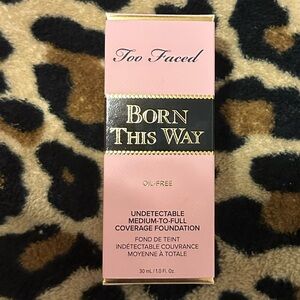 Too Faced
BORN
THIS WAY
OIL-FREE
UNDETECTABLE
MEDIUM-TO-FULL
COVERAGE FOUNDATION
FOND DE TEINT
INDÉTECTABLE COUVRANCE
MOYENNE À TOTALE
30 mL / 1.0 Fl. Oz